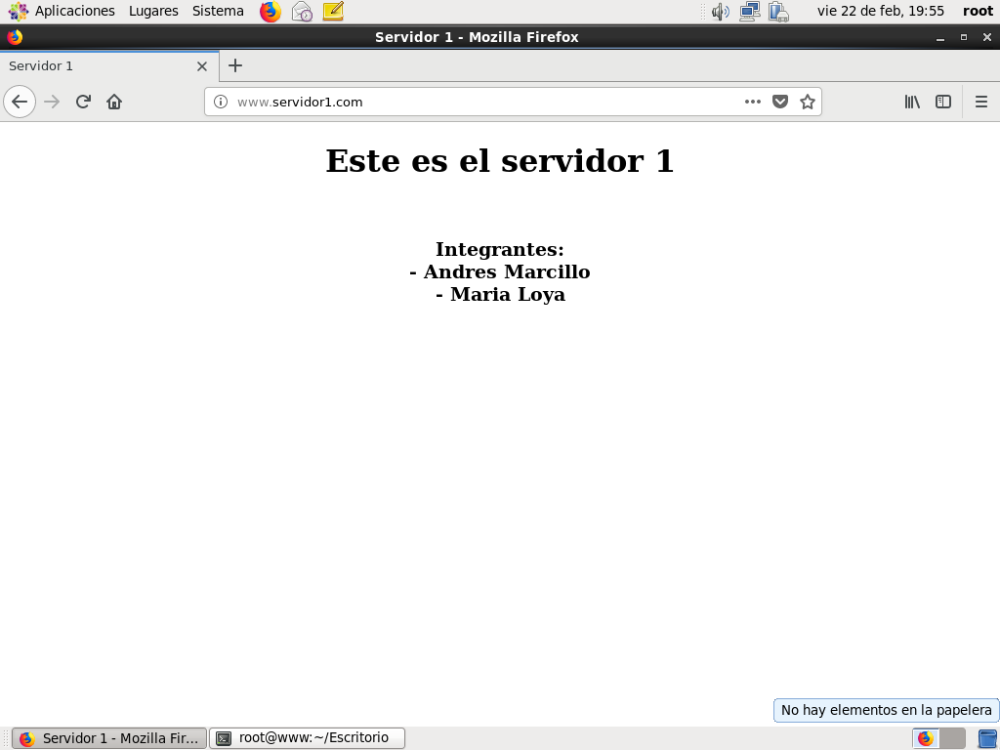 Aplicaciones Lugares Sistema vie 22 de feb, 19:55 root
Servidor 1 - Mozilla Firefox
Servidor 1
www.servidor1.com
Este es el servidor 1
Integrantes:
- Andres Marcillo
- Maria Loya
No hay elementos en la papelera
Servidor 1 - Mozilla Fir... root@www:~/Escritorio